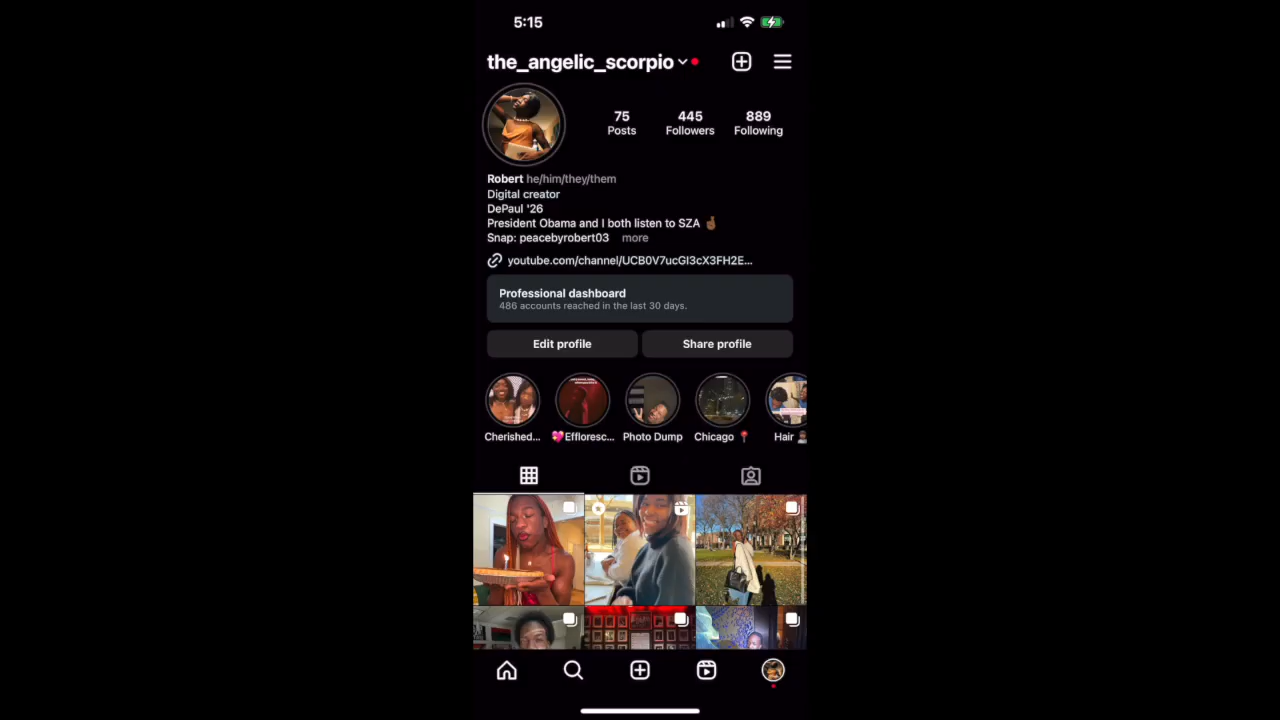 5:15
the_angelic_scorpio
75 445 889
Posts Followers Following
Robert he/him/they/them
Digital creator
DePaul '26
President Obama and I both listen to SZA 🤞🏾
Snap: peacebyrobert03 more
youtube.com/channel/UCB0V7ucGI3cX3FH2E...
Professional dashboard
486 accounts reached in the last 30 days.
Edit profile Share profile
Cherished... 💖Effloresc... Photo Dump Chicago 📍 Hair